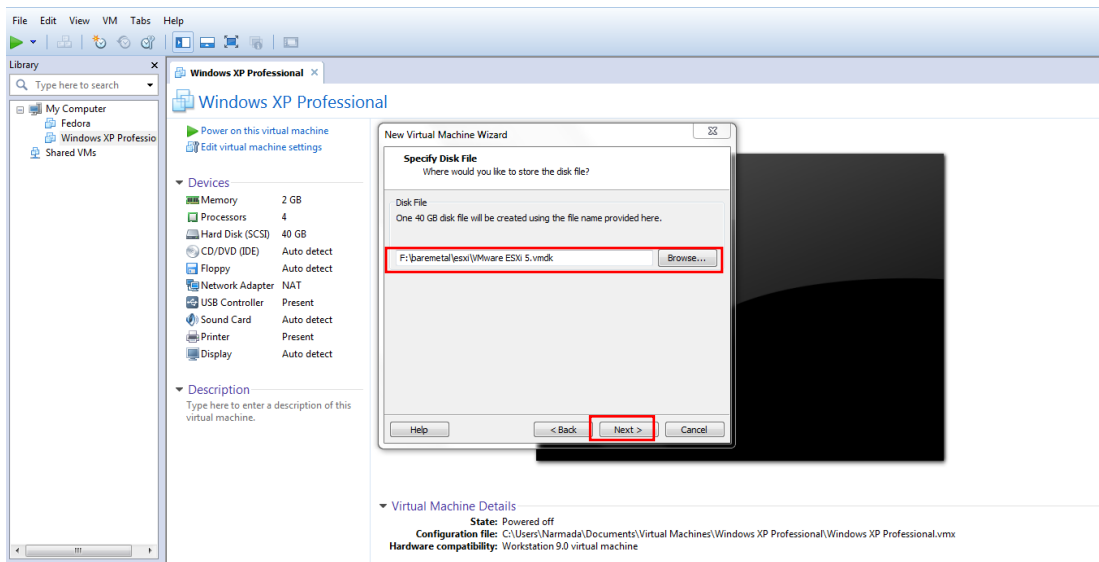 File Edit View VM Tabs Help
Library x
Type here to search
My Computer
Fedora
Windows XP Professio
Shared VMs
Windows XP Professional ×
Windows XP Professional
Power on this virtual machine
Edit virtual machine settings
Devices
Memory 2 GB
Processors 4
Hard Disk (SCSI) 40 GB
CD/DVD (IDE) Auto detect
Floppy Auto detect
Network Adapter NAT
USB Controller Present
Sound Card Auto detect
Printer Present
Display Auto detect
Description
Type here to enter a description of this
virtual machine.
New Virtual Machine Wizard
Specify Disk File
Where would you like to store the disk file?
Disk File
One 40 GB disk file will be created using the file name provided here.
F:\baremetal\esxi\VMware ESXi 5.vmdk Browse...
Help < Back Next > Cancel
Virtual Machine Details
State: Powered off
Configuration file: C:\Users\Narmada\Documents\Virtual Machines\Windows XP Professional\Windows XP Professional.vmx
Hardware compatibility: Workstation 9.0 virtual machine